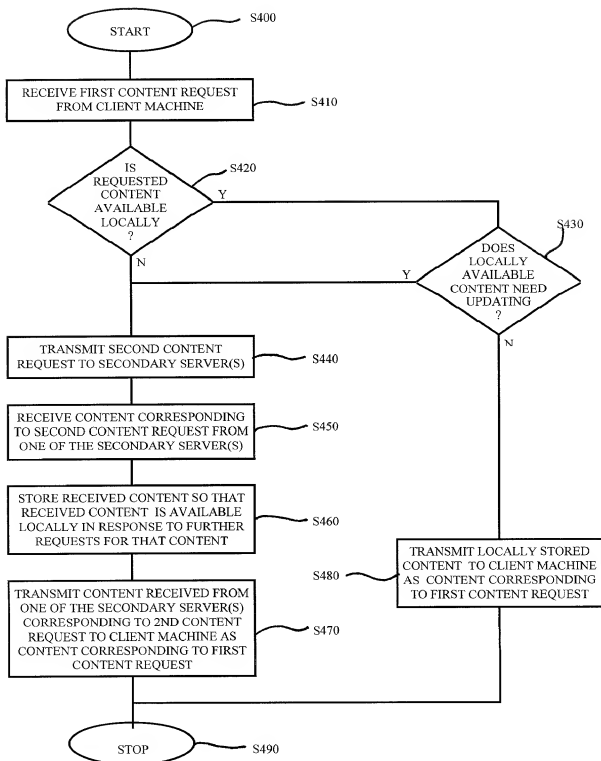 START
S400
RECEIVE FIRST CONTENT REQUEST
FROM CLIENT MACHINE
S410
IS
REQUESTED
CONTENT
AVAILABLE
LOCALLY
?
S420
Y
N
S430
DOES
LOCALLY
AVAILABLE
CONTENT NEED
UPDATING
?
Y
N
TRANSMIT SECOND CONTENT
REQUEST TO SECONDARY SERVER(S)
S440
RECEIVE CONTENT CORRESPONDING
TO SECOND CONTENT REQUEST FROM
ONE OF THE SECONDARY SERVER(S)
S450
STORE RECEIVED CONTENT SO THAT
RECEIVED CONTENT IS AVAILABLE
LOCALLY IN RESPONSE TO FURTHER
REQUESTS FOR THAT CONTENT
S460
TRANSMIT CONTENT RECEIVED FROM
ONE OF THE SECONDARY SERVER(S)
CORRESPONDING TO 2ND CONTENT
REQUEST TO CLIENT MACHINE AS
CONTENT CORRESPONDING TO FIRST
CONTENT REQUEST
S470
S480
TRANSMIT LOCALLY STORED
CONTENT TO CLIENT MACHINE
AS CONTENT CORRESPONDING
TO FIRST CONTENT REQUEST
STOP
S490